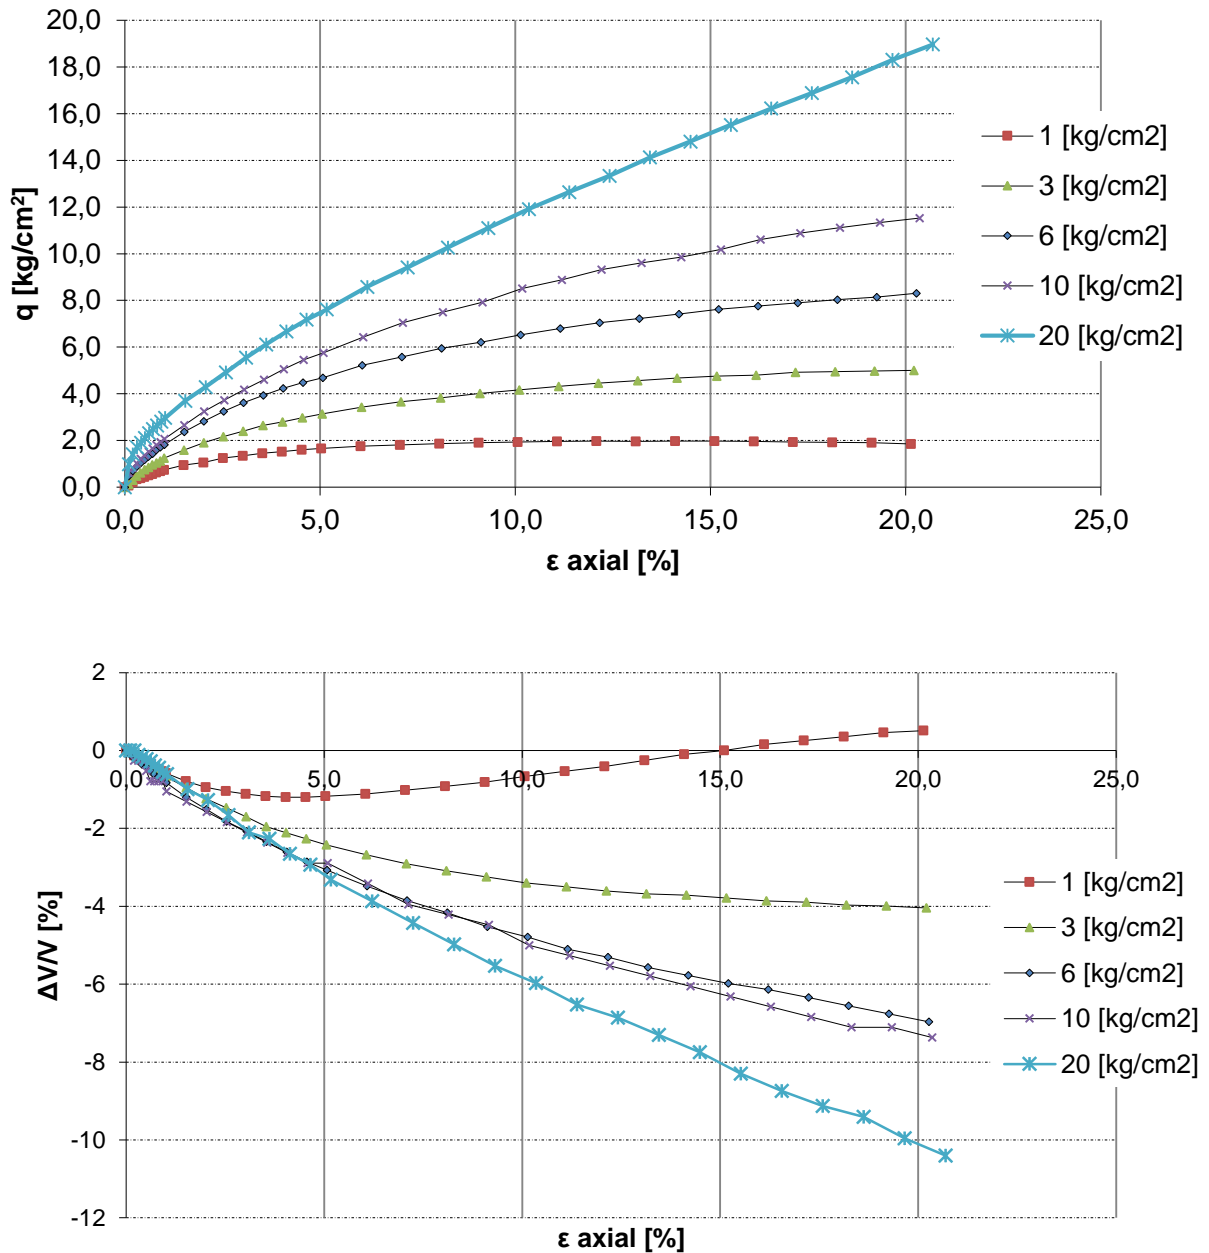 20,0
18,0
16,0
14,0
12,0
10,0
8,0
6,0
4,0
2,0
0,0
q [kg/cm²]
0,0 5,0 10,0 15,0 20,0 25,0
ε axial [%]
1 [kg/cm2]
3 [kg/cm2]
6 [kg/cm2]
10 [kg/cm2]
20 [kg/cm2]
2
0
-2
-4
-6
-8
-10
-12
ΔV/V [%]
0,0 5,0 10,0 15,0 20,0 25,0
ε axial [%]
1 [kg/cm2]
3 [kg/cm2]
6 [kg/cm2]
10 [kg/cm2]
20 [kg/cm2]